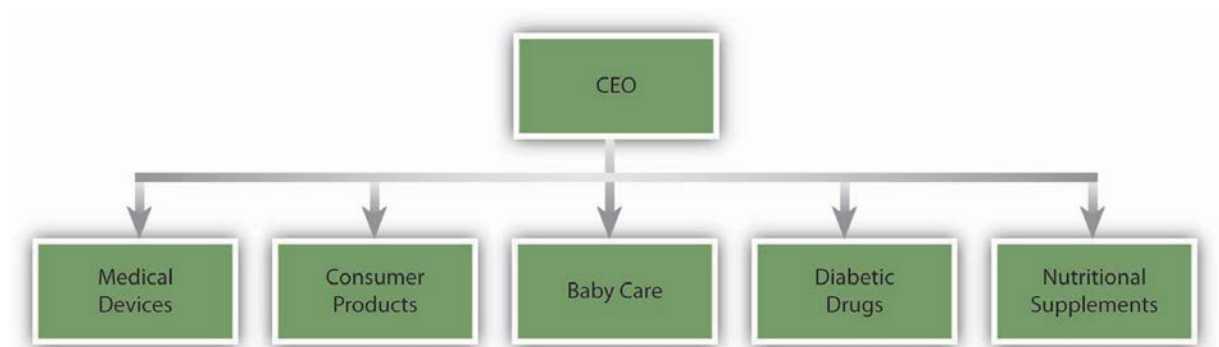 CEO
Medical
Devices
Consumer
Products
Baby Care
Diabetic
Drugs
Nutritional
Supplements